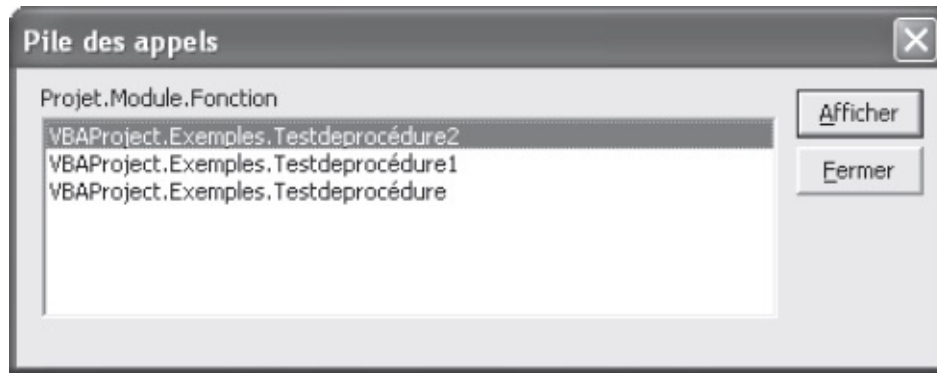 Pile des appels
Projet.Module.Fonction
Afficher
VBAProject.Exemples.Testdeprocédure2
VBAProject.Exemples.Testdeprocédure1
VBAProject.Exemples.Testdeprocédure
Fermer